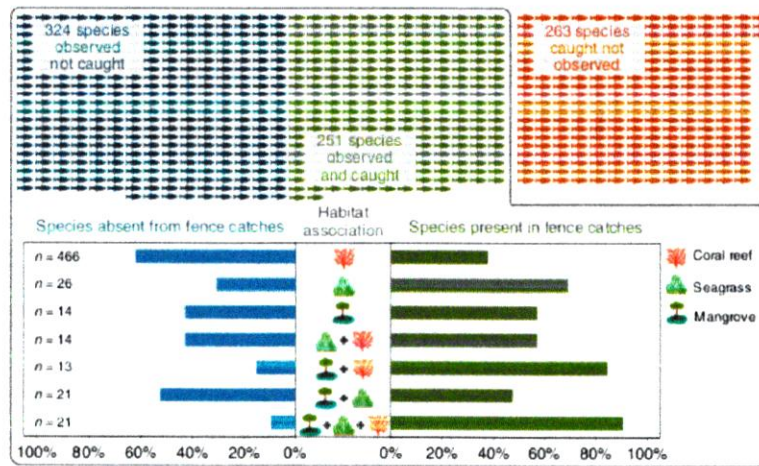 324 species
observed
not caught
263 species
caught not
observed
251 species
observed
and caught
Species absent from fence catches
Habitat
association
Species present in fence catches
n = 466
n = 26
n = 14
n = 14
n = 13
n = 21
n = 21
Coral reef
Seagrass
Mangrove
+
+
+
+ +
100% 80% 60% 40% 20% 0% 0% 20% 40% 60% 80% 100%